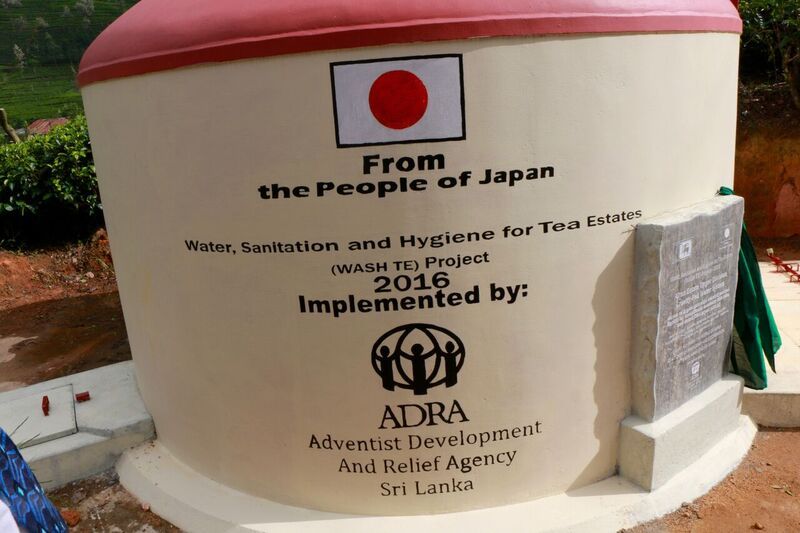 From
the People of Japan
Water, Sanitation and Hygiene for Tea Estates
(WASH TE) Project
2016
Implemented by:
ADRA
Adventist Development
And Relief Agency
Sri Lanka